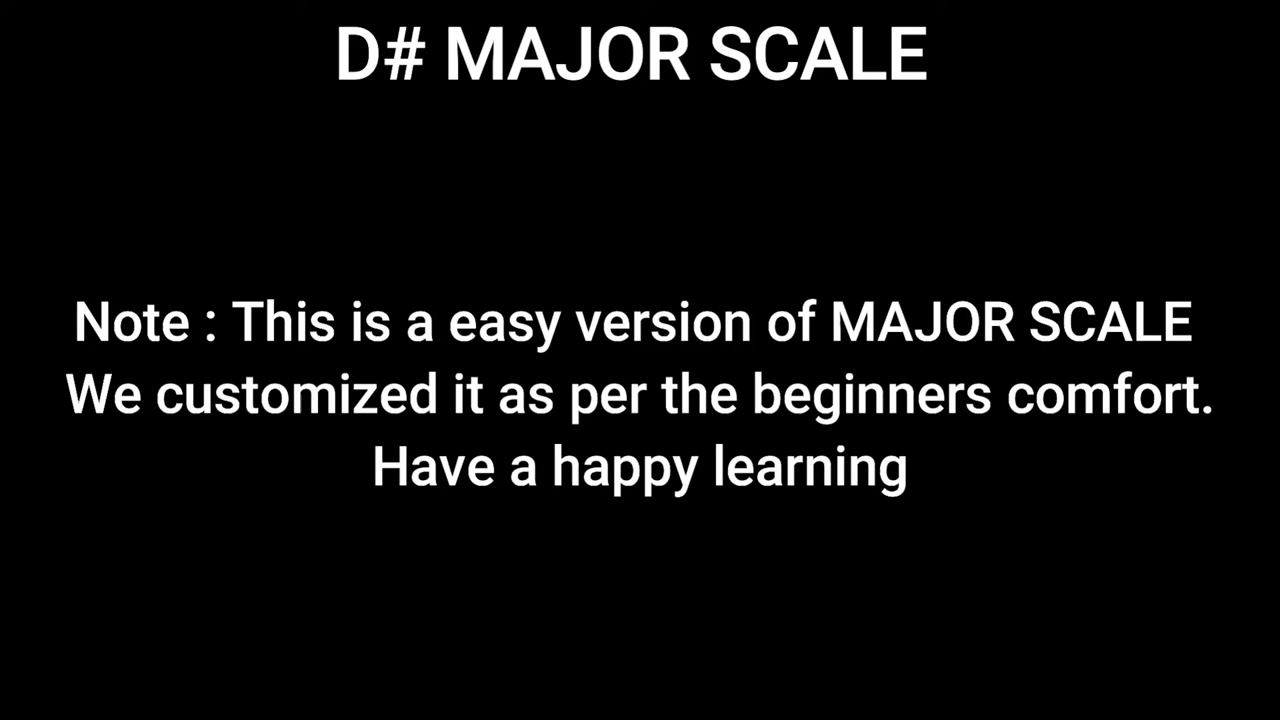 D# MAJOR SCALE
Note : This is a easy version of MAJOR SCALE
We customized it as per the beginners comfort.
Have a happy learning